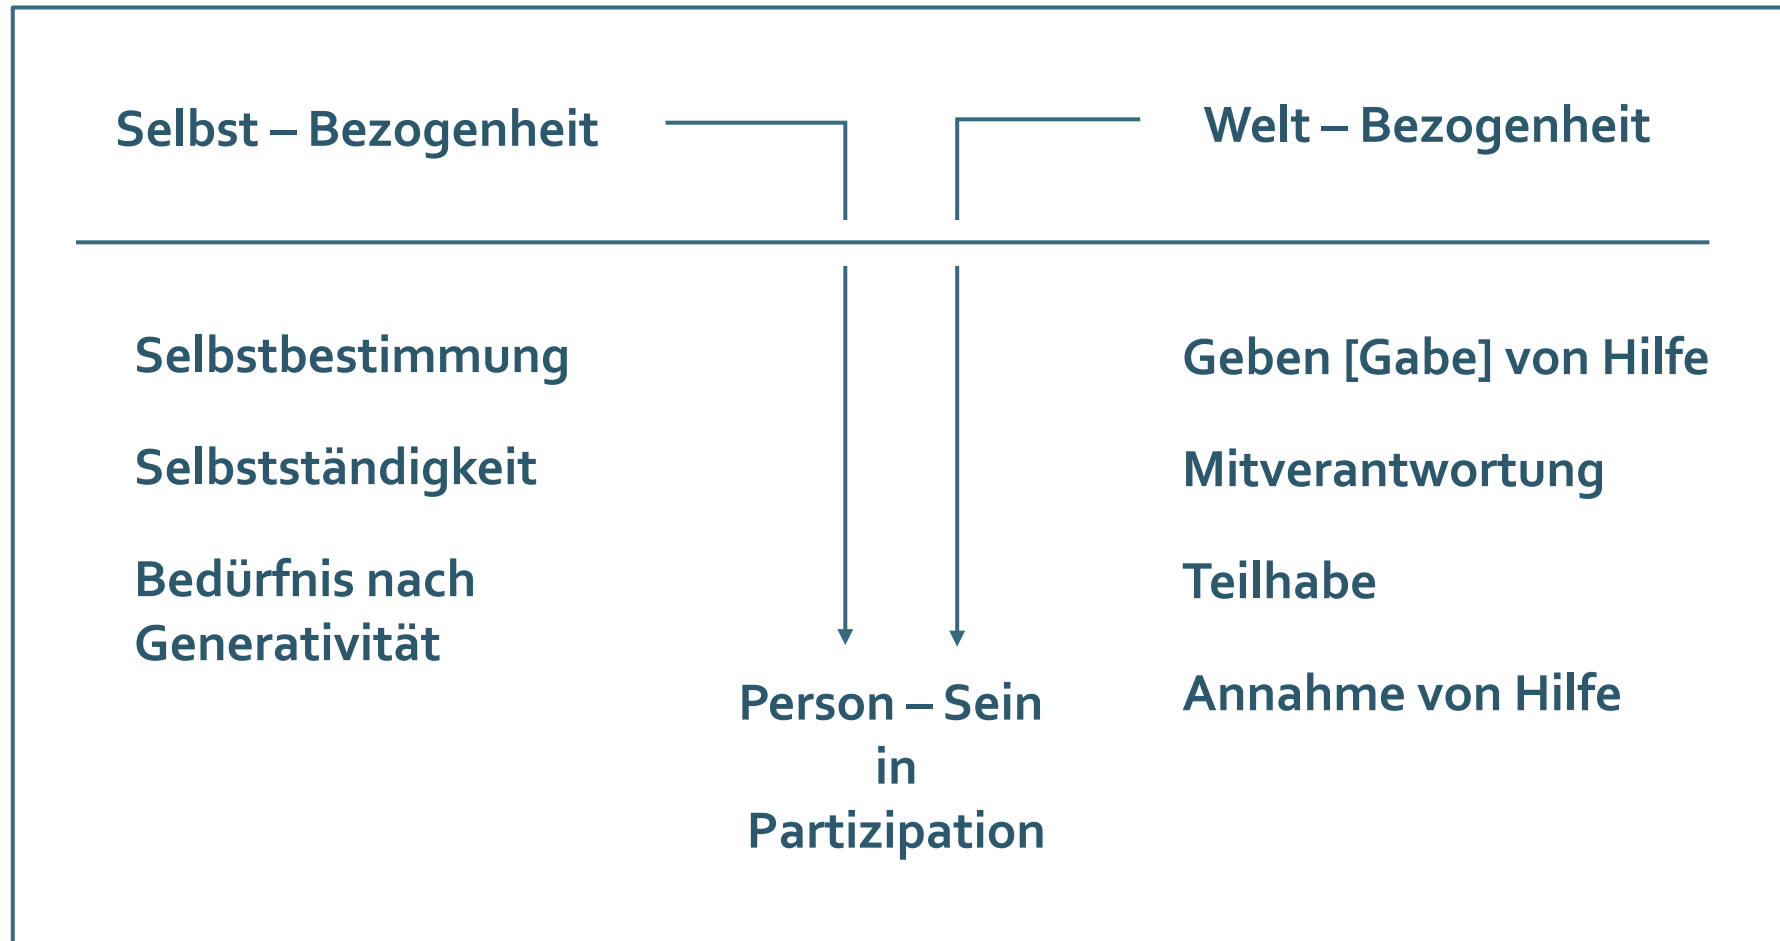 Selbst – Bezogenheit
Welt – Bezogenheit
Selbstbestimmung
Selbstständigkeit
Bedürfnis nach
Generativität
Person – Sein
in
Partizipation
Geben [Gabe] von Hilfe
Mitverantwortung
Teilhabe
Annahme von Hilfe